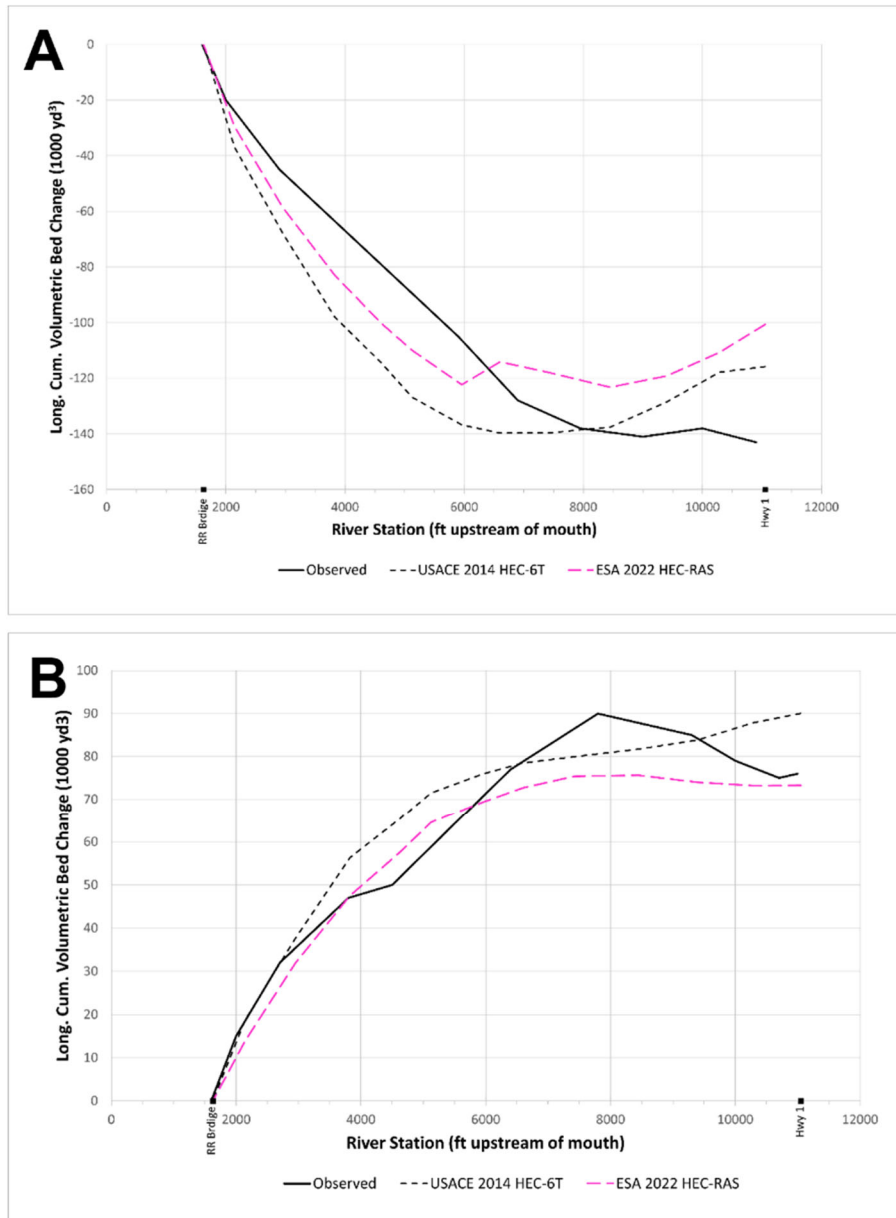 A
Long. Cum. Volumetric Bed Change (1000 yd³)
0
-20
-40
-60
-80
-100
-120
-140
-160
0 2000 4000 6000 8000 10000 12000
RR Brdige
Hwy 1
River Station (ft upstream of mouth)
Observed USACE 2014 HEC-6T ESA 2022 HEC-RAS
B
Long. Cum. Volumetric Bed Change (1000 yd3)
100
90
80
70
60
50
40
30
20
10
0
0 2000 4000 6000 8000 10000 12000
RR Brdige
Hwy 1
River Station (ft upstream of mouth)
Observed USACE 2014 HEC-6T ESA 2022 HEC-RAS